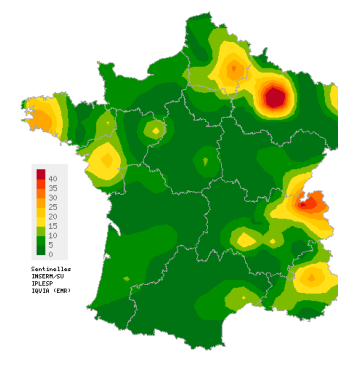 40
35
30
25
20
15
10
5
0
Sentinelles
INSERM/SU
IPLESP
IQVIA (EMR)